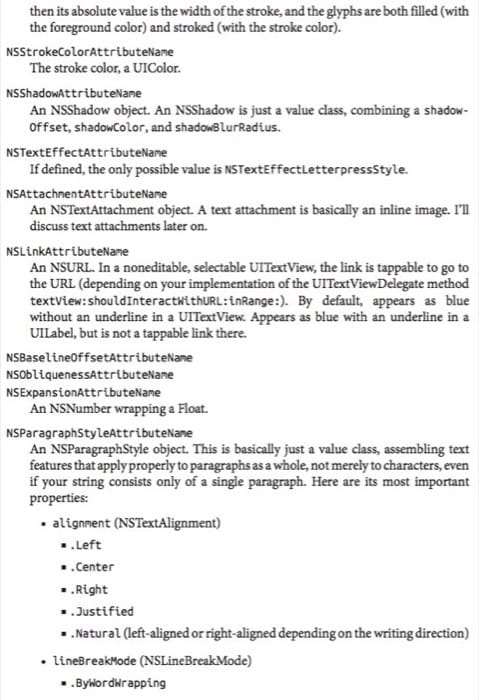 then its absolute value is the width of the stroke, and the glyphs are both filled (with
the foreground color) and stroked (with the stroke color).
NSStrokeColorAttributeName
The stroke color, a UIColor.
NSShadowAttributeName
An NSShadow object. An NSShadow is just a value class, combining a shadow-
Offset, shadowColor, and shadowBlurRadius.
NSTextEffectAttributeName
If defined, the only possible value is NSTextEffectLetterpressStyle.
NSAttachmentAttributeName
An NSTextAttachment object. A text attachment is basically an inline image. I'll
discuss text attachments later on.
NSLinkAttributeName
An NSURL. In a noneditable, selectable UITextView, the link is tappable to go to
the URL (depending on your implementation of the UITextViewDelegate method
textView:shouldInteractWithURL:inRange:). By default, appears as blue
without an underline in a UITextView. Appears as blue with an underline in a
UILabel, but is not a tappable link there.
NSBaselineOffsetAttributeName
NSObliquenessAttributeName
NSExpansionAttributeName
An NSNumber wrapping a Float.
NSParagraphStyleAttributeName
An NSParagraphStyle object. This is basically just a value class, assembling text
features that apply properly to paragraphs as a whole, not merely to characters, even
if your string consists only of a single paragraph. Here are its most important
properties:
• alignment (NSTextAlignment)
▪ .Left
▪ .Center
▪ .Right
▪ .Justified
▪ .Natural (left-aligned or right-aligned depending on the writing direction)
• lineBreakMode (NSLineBreakMode)
▪ .ByWordWrapping